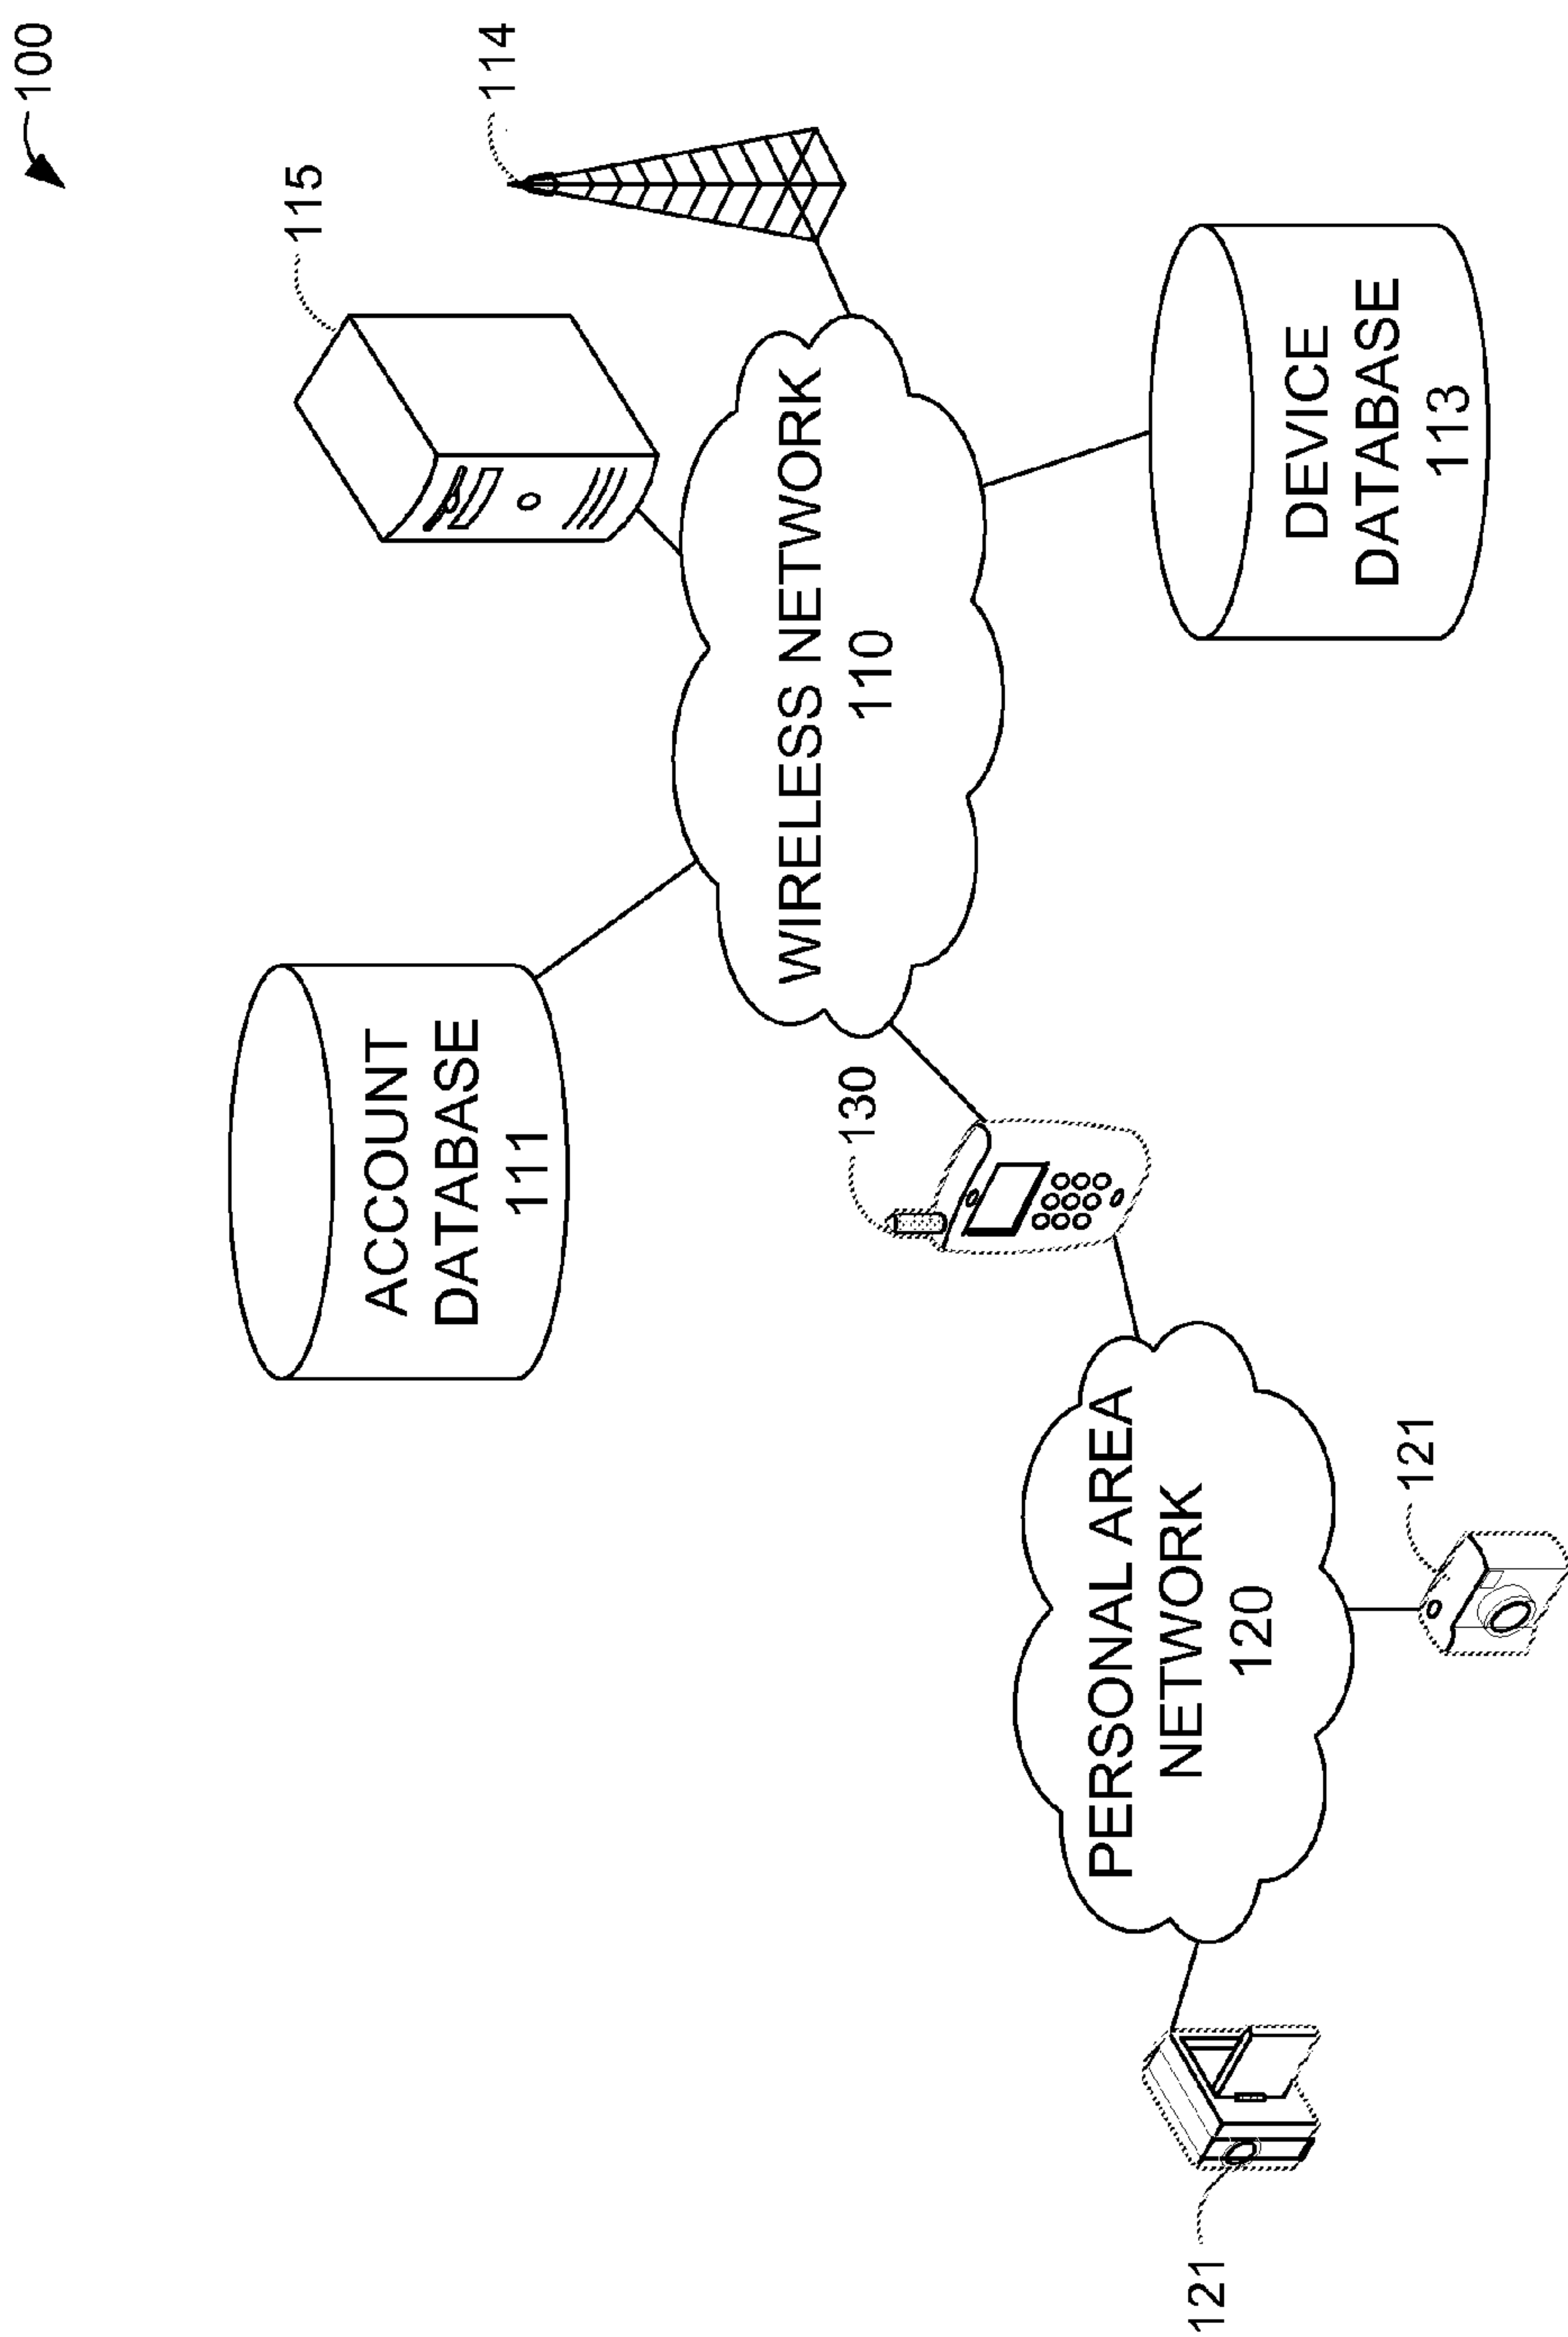 100
115
114
ACCOUNT
DATABASE
111
WIRELESS NETWORK
110
130
DEVICE
DATABASE
113
PERSONAL AREA
NETWORK
120
121
121